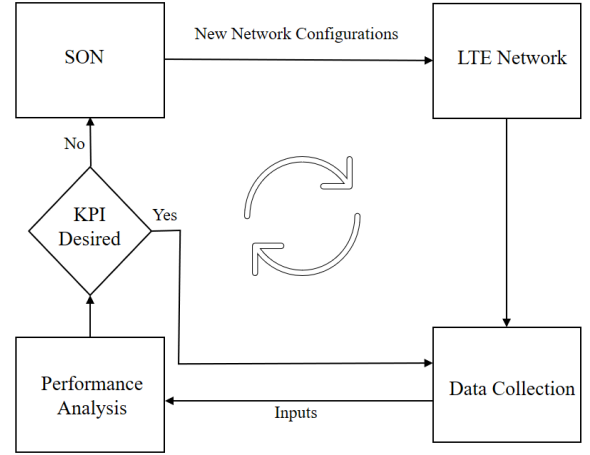 SON
New Network Configurations
LTE Network
No
KPI
Desired
Yes
Performance
Analysis
Inputs
Data Collection